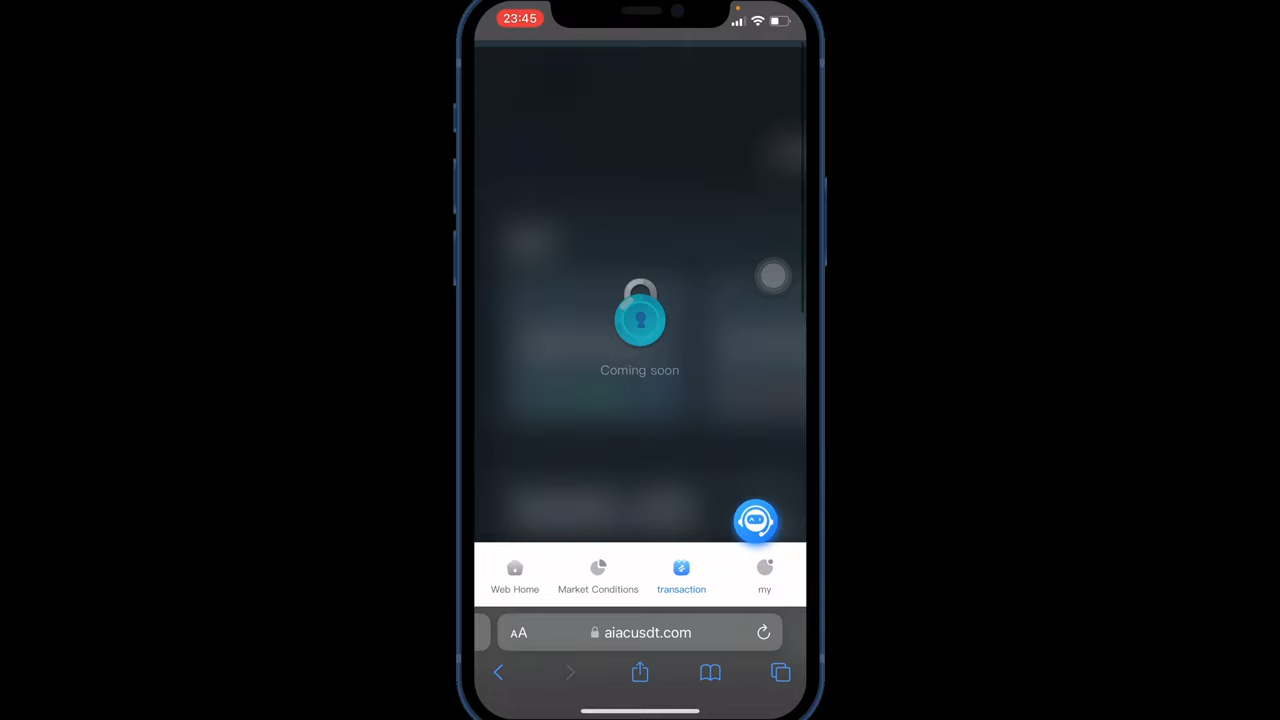 23:45
Coming soon
Web Home
Market Conditions
transaction
my
AA
aiacusdt.com